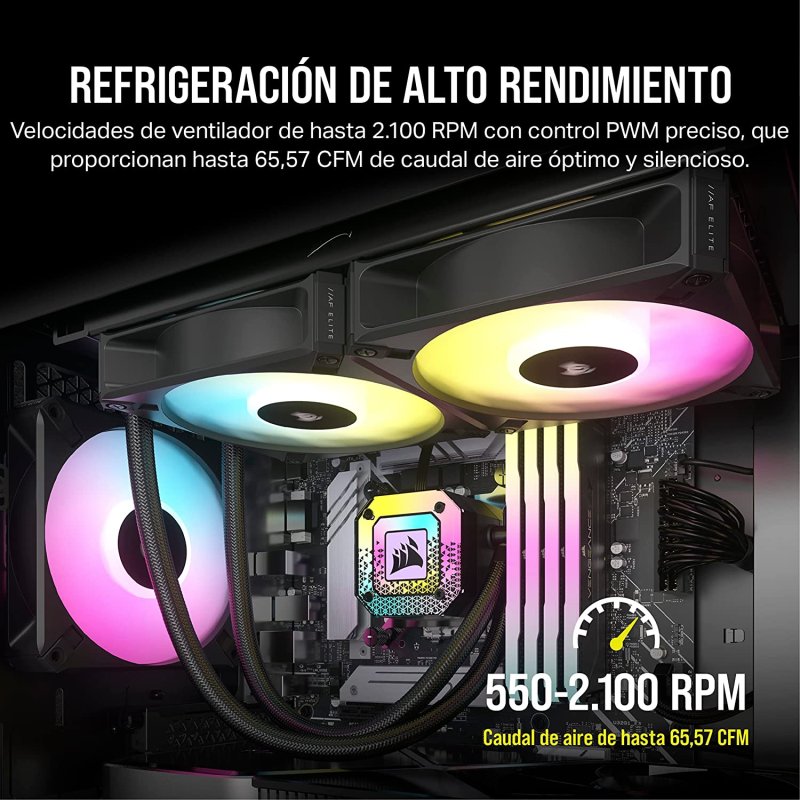 REFRIGERACIÓN DE ALTO RENDIMIENTO
Velocidades de ventilador de hasta 2.100 RPM con control PWM preciso, que
proporcionan hasta 65,57 CFM de caudal de aire óptimo y silencioso.
//AF ELITE
//AF ELITE
VENGEANCE
550-2.100 RPM
Caudal de aire de hasta 65,57 CFM